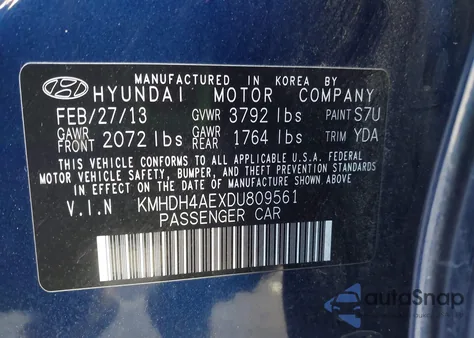 MANUFACTURED IN KOREA BY
HYUNDAI MOTOR COMPANY
FEB/27/13 GVWR 3792 lbs PAINT S7U
GAWR FRONT 2072 lbs GAWR REAR 1764 lbs TRIM YDA
THIS VEHICLE CONFORMS TO ALL APPLICABLE U.S.A. FEDERAL
MOTOR VEHICLE SAFETY, BUMPER, AND THEFT PREVENTION
STANDARDS IN EFFECT ON THE DATE OF
MANUFACTURE SHOWN ABOVE.
V.I.N KMHDH4AEXDU809561
PASSENGER CAR
autoSnap